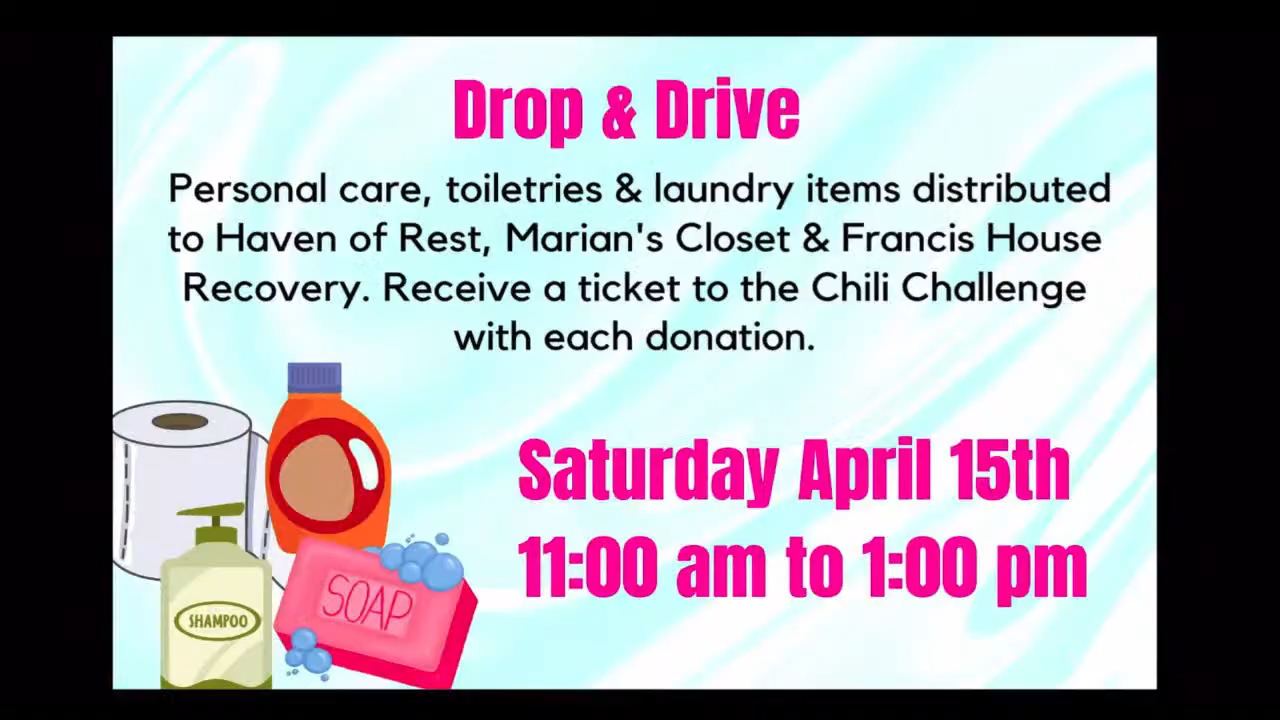 Drop & Drive
Personal care, toiletries & laundry items distributed
to Haven of Rest, Marian's Closet & Francis House
Recovery. Receive a ticket to the Chili Challenge
with each donation.
Saturday April 15th
11:00 am to 1:00 pm
SOAP
SHAMPOO